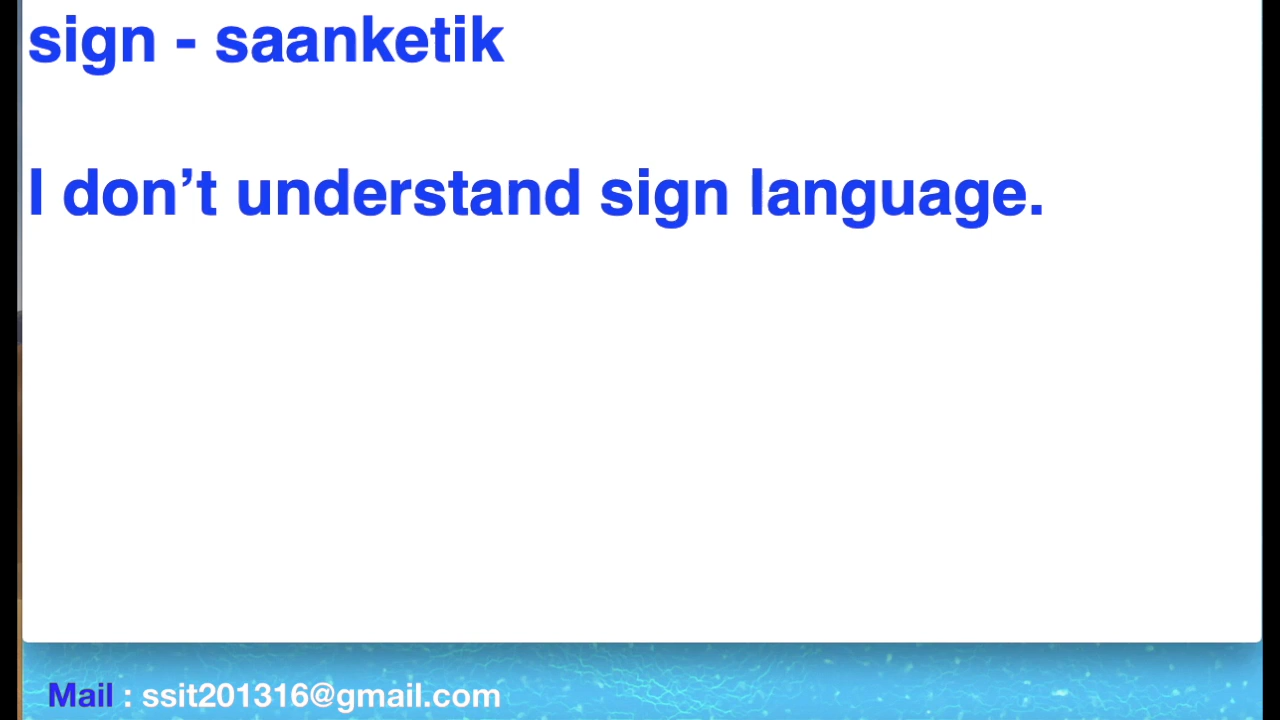 sign - saanketik
I don’t understand sign language.
Mail : ssit201316@gmail.com